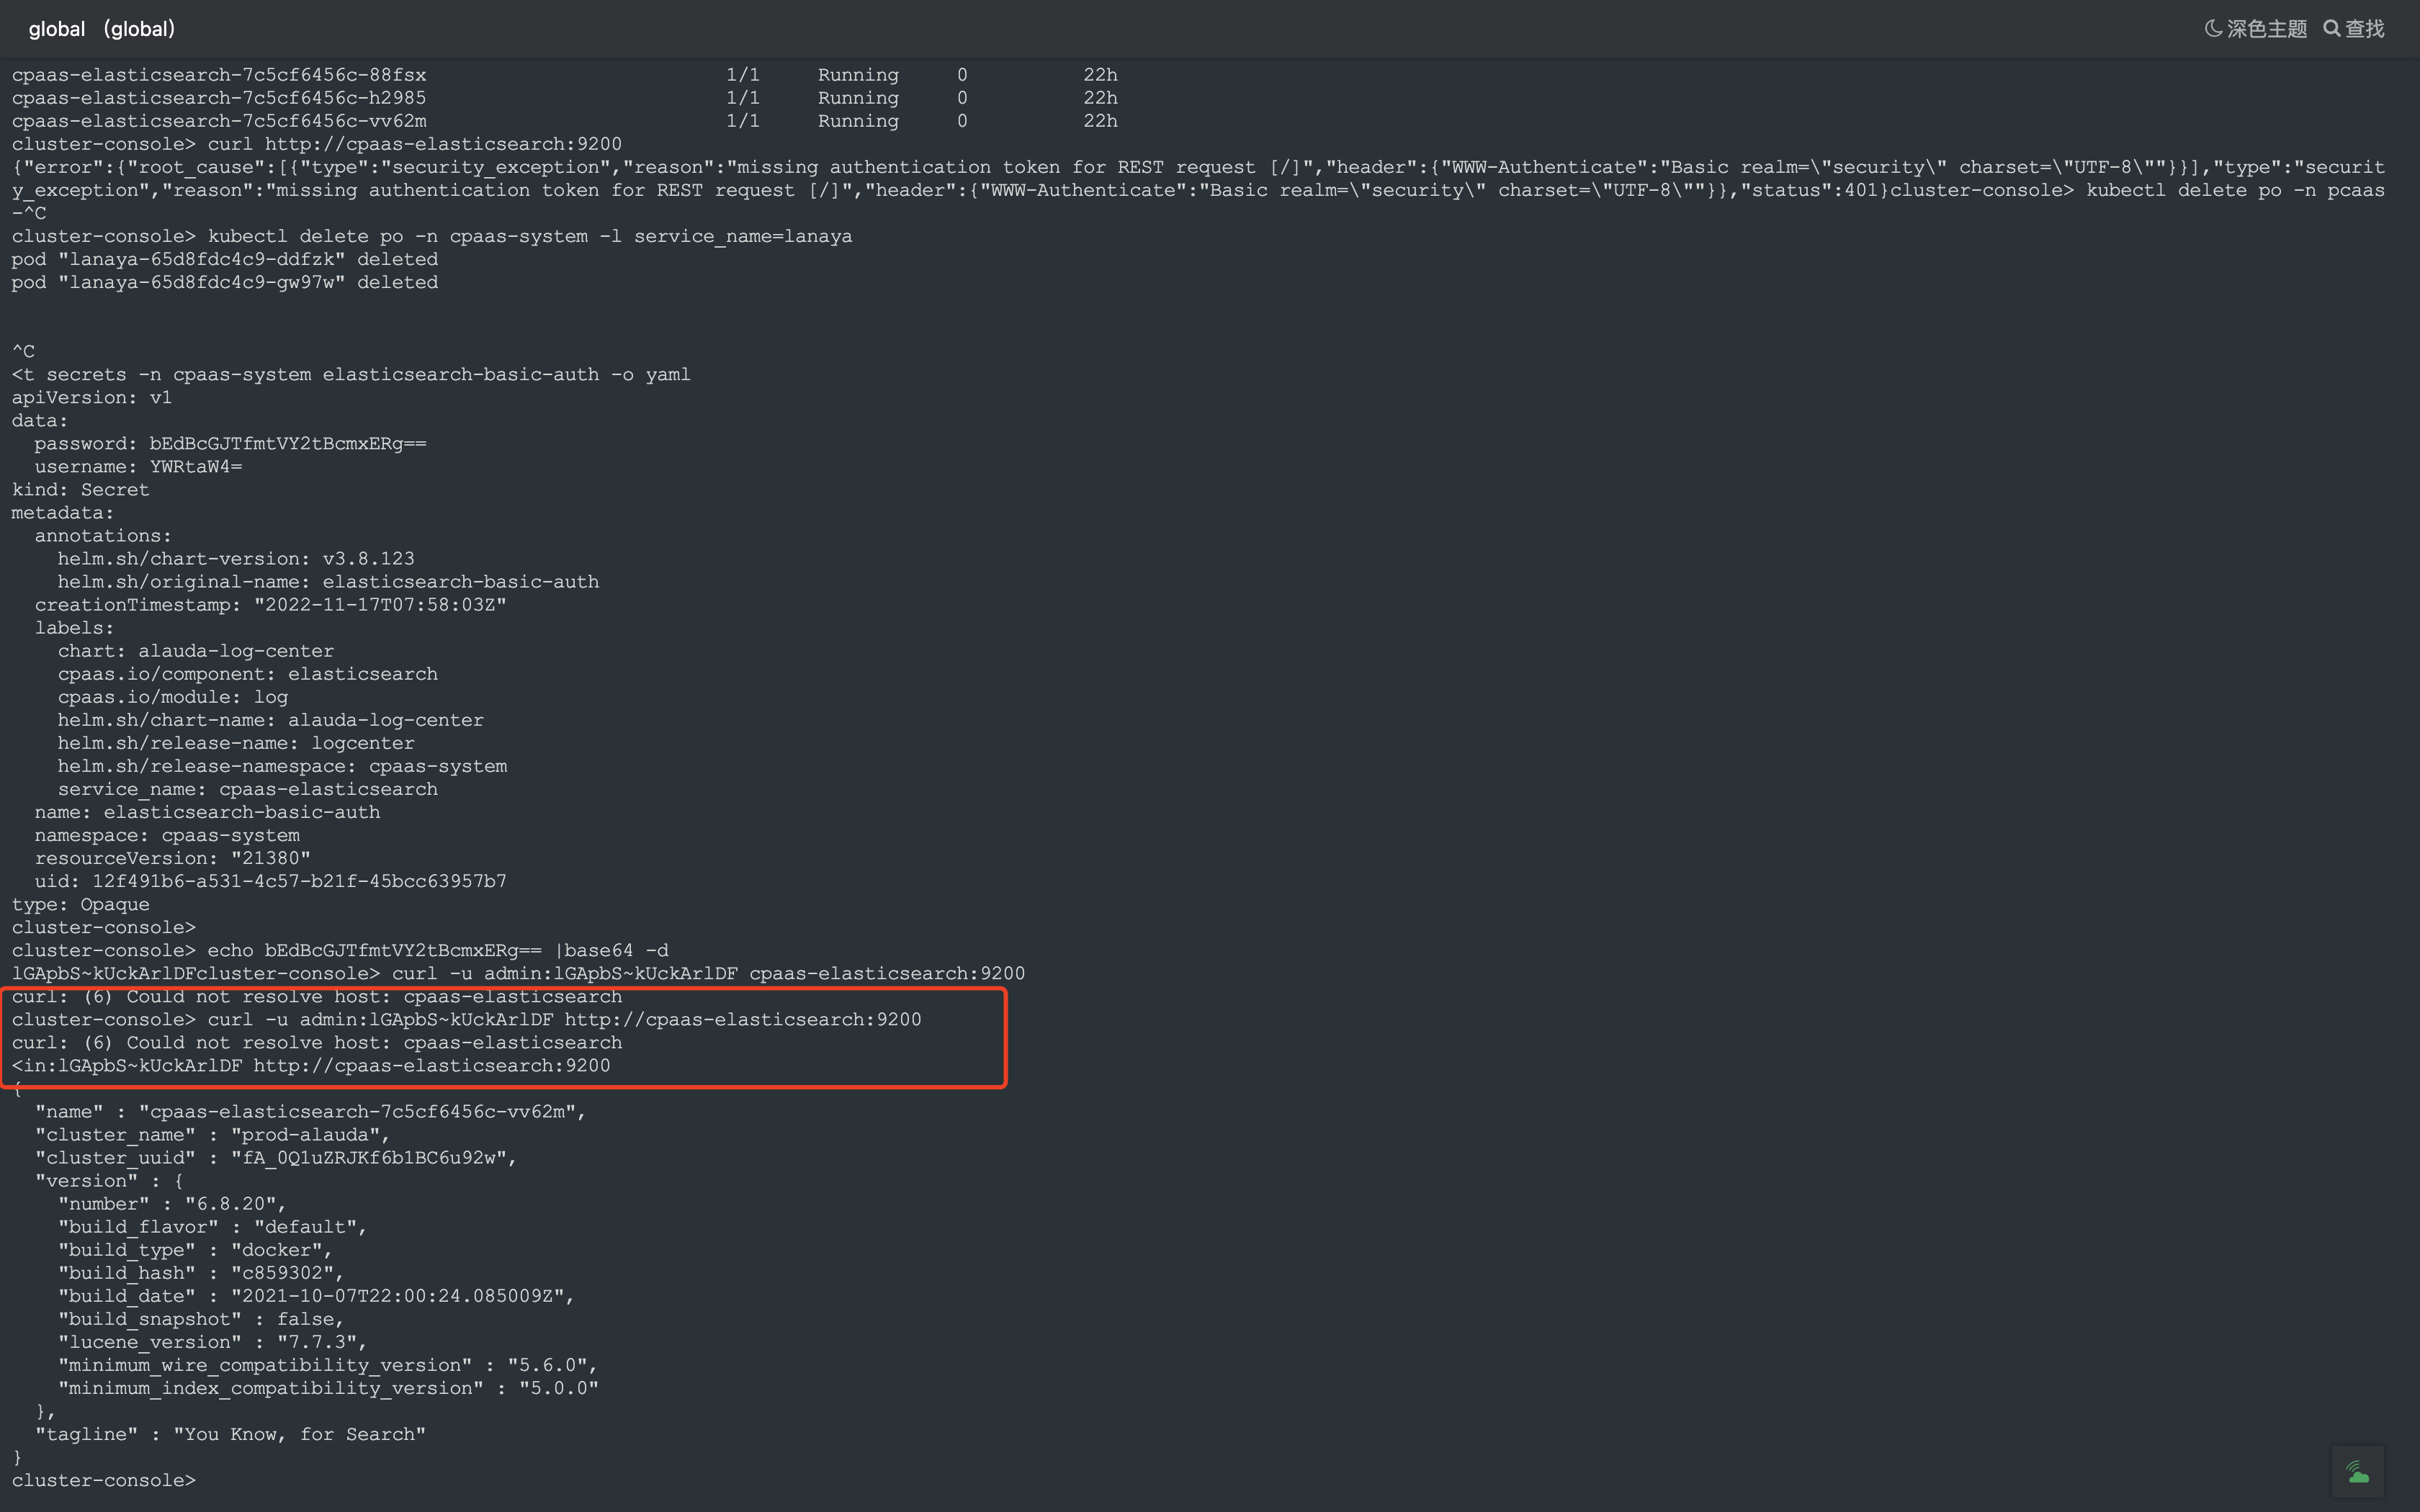 global (global)
深色主题 查找
cpaas-elasticsearch-7c5cf6456c-88fsx 1/1 Running 0 22h
cpaas-elasticsearch-7c5cf6456c-h2985 1/1 Running 0 22h
cpaas-elasticsearch-7c5cf6456c-vv62m 1/1 Running 0 22h
cluster-console> curl http://cpaas-elasticsearch:9200
{"error":{"root_cause":[{"type":"security_exception","reason":"missing authentication token for REST request [/]","header":{"WWW-Authenticate":"Basic realm=\"security\" charset=\"UTF-8\""}}],"type":"securit
y_exception","reason":"missing authentication token for REST request [/]","header":{"WWW-Authenticate":"Basic realm=\"security\" charset=\"UTF-8\""}},"status":401}cluster-console> kubectl delete po -n pcaas
-^C
cluster-console> kubectl delete po -n cpaas-system -l service_name=lanaya
pod "lanaya-65d8fdc4c9-ddfzk" deleted
pod "lanaya-65d8fdc4c9-gw97w" deleted
^C
<t secrets -n cpaas-system elasticsearch-basic-auth -o yaml
apiVersion: v1
data:
  password: bEdBcGJTfmtVY2tBcmxERg==
  username: YWRtaW4=
kind: Secret
metadata:
  annotations:
    helm.sh/chart-version: v3.8.123
    helm.sh/original-name: elasticsearch-basic-auth
  creationTimestamp: "2022-11-17T07:58:03Z"
  labels:
    chart: alauda-log-center
    cpaas.io/component: elasticsearch
    cpaas.io/module: log
    helm.sh/chart-name: alauda-log-center
    helm.sh/release-name: logcenter
    helm.sh/release-namespace: cpaas-system
    service_name: cpaas-elasticsearch
  name: elasticsearch-basic-auth
  namespace: cpaas-system
  resourceVersion: "21380"
  uid: 12f491b6-a531-4c57-b21f-45bcc63957b7
type: Opaque
cluster-console>
cluster-console> echo bEdBcGJTfmtVY2tBcmxERg== |base64 -d
lGApbS~kUckArlDFcluster-console> curl -u admin:lGApbS~kUckArlDF cpaas-elasticsearch:9200
curl: (6) Could not resolve host: cpaas-elasticsearch
cluster-console> curl -u admin:lGApbS~kUckArlDF http://cpaas-elasticsearch:9200
curl: (6) Could not resolve host: cpaas-elasticsearch
<in:lGApbS~kUckArlDF http://cpaas-elasticsearch:9200
{
  "name" : "cpaas-elasticsearch-7c5cf6456c-vv62m",
  "cluster_name" : "prod-alauda",
  "cluster_uuid" : "fA_0Q1uZRJKf6b1BC6u92w",
  "version" : {
    "number" : "6.8.20",
    "build_flavor" : "default",
    "build_type" : "docker",
    "build_hash" : "c859302",
    "build_date" : "2021-10-07T22:00:24.085009Z",
    "build_snapshot" : false,
    "lucene_version" : "7.7.3",
    "minimum_wire_compatibility_version" : "5.6.0",
    "minimum_index_compatibility_version" : "5.0.0"
  },
  "tagline" : "You Know, for Search"
}
cluster-console>